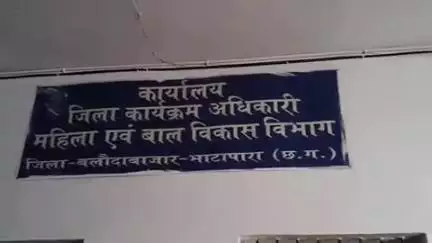 कार्यालय
जिला कार्यक्रम अधिकारी
महिला एवं बाल विकास विभाग
जिला-बलौदाबाजार-भाटापारा (छ.ग.)